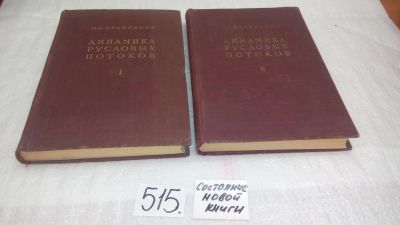 ДИНАМИКА
РУСЛОВЫХ
ПОТОКОВ
I
ДИНАМИКА
РУСЛОВЫХ
ПОТОКОВ
II
515.
СОСТОЯНИЕ
НОВОЙ
КНИГИ